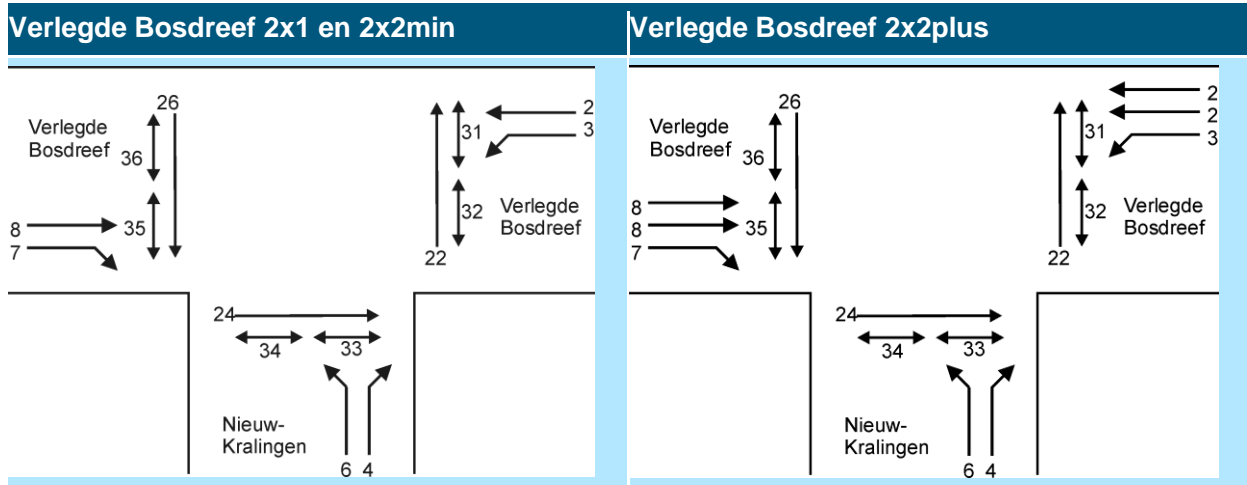 Verlegde Bosdreef 2x1 en 2x2min
26
2
Verlegde
Bosdreef
31
3
36
8
35
32
Verlegde
Bosdreef
7
22
24
34
33
Nieuw-
Kralingen
6 4
Verlegde Bosdreef 2x2plus
2
26
2
Verlegde
Bosdreef
31
3
36
8
8
35
32
Verlegde
Bosdreef
7
22
24
34
33
Nieuw-
Kralingen
6 4